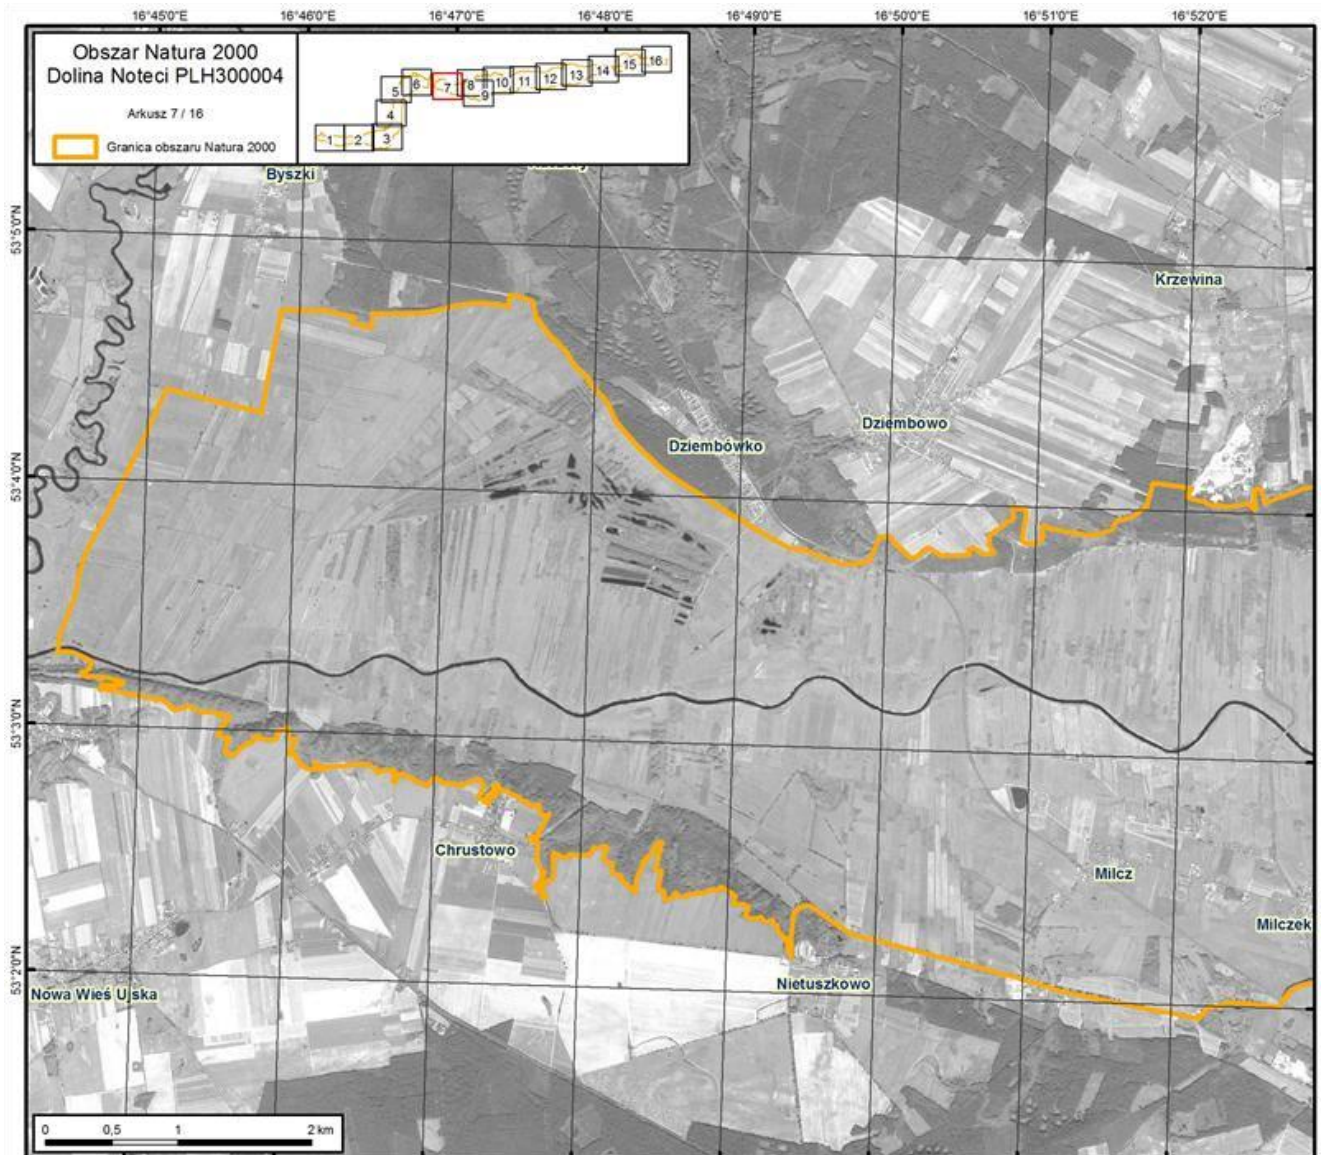 16°45'0"E 16°46'0"E 16°47'0"E 16°48'0"E 16°49'0"E 16°50'0"E 16°51'0"E 16°52'0"E
Obszar Natura 2000
Dolina Noteci PLH300004
Arkusz 7 / 16
Granica obszaru Natura 2000
1 2 3 4 5 6 7 8 9 10 11 12 13 14 15 16
Byszki
53°5'0"N
Krzewina
Dziembowo
Dziembówko
53°4'0"N
53°3'0"N
Chrustowo
Milcz
Milczek
53°2'0"N
Nietuszkowo
Nowa Wieś Ujska
0 0,5 1 2 km